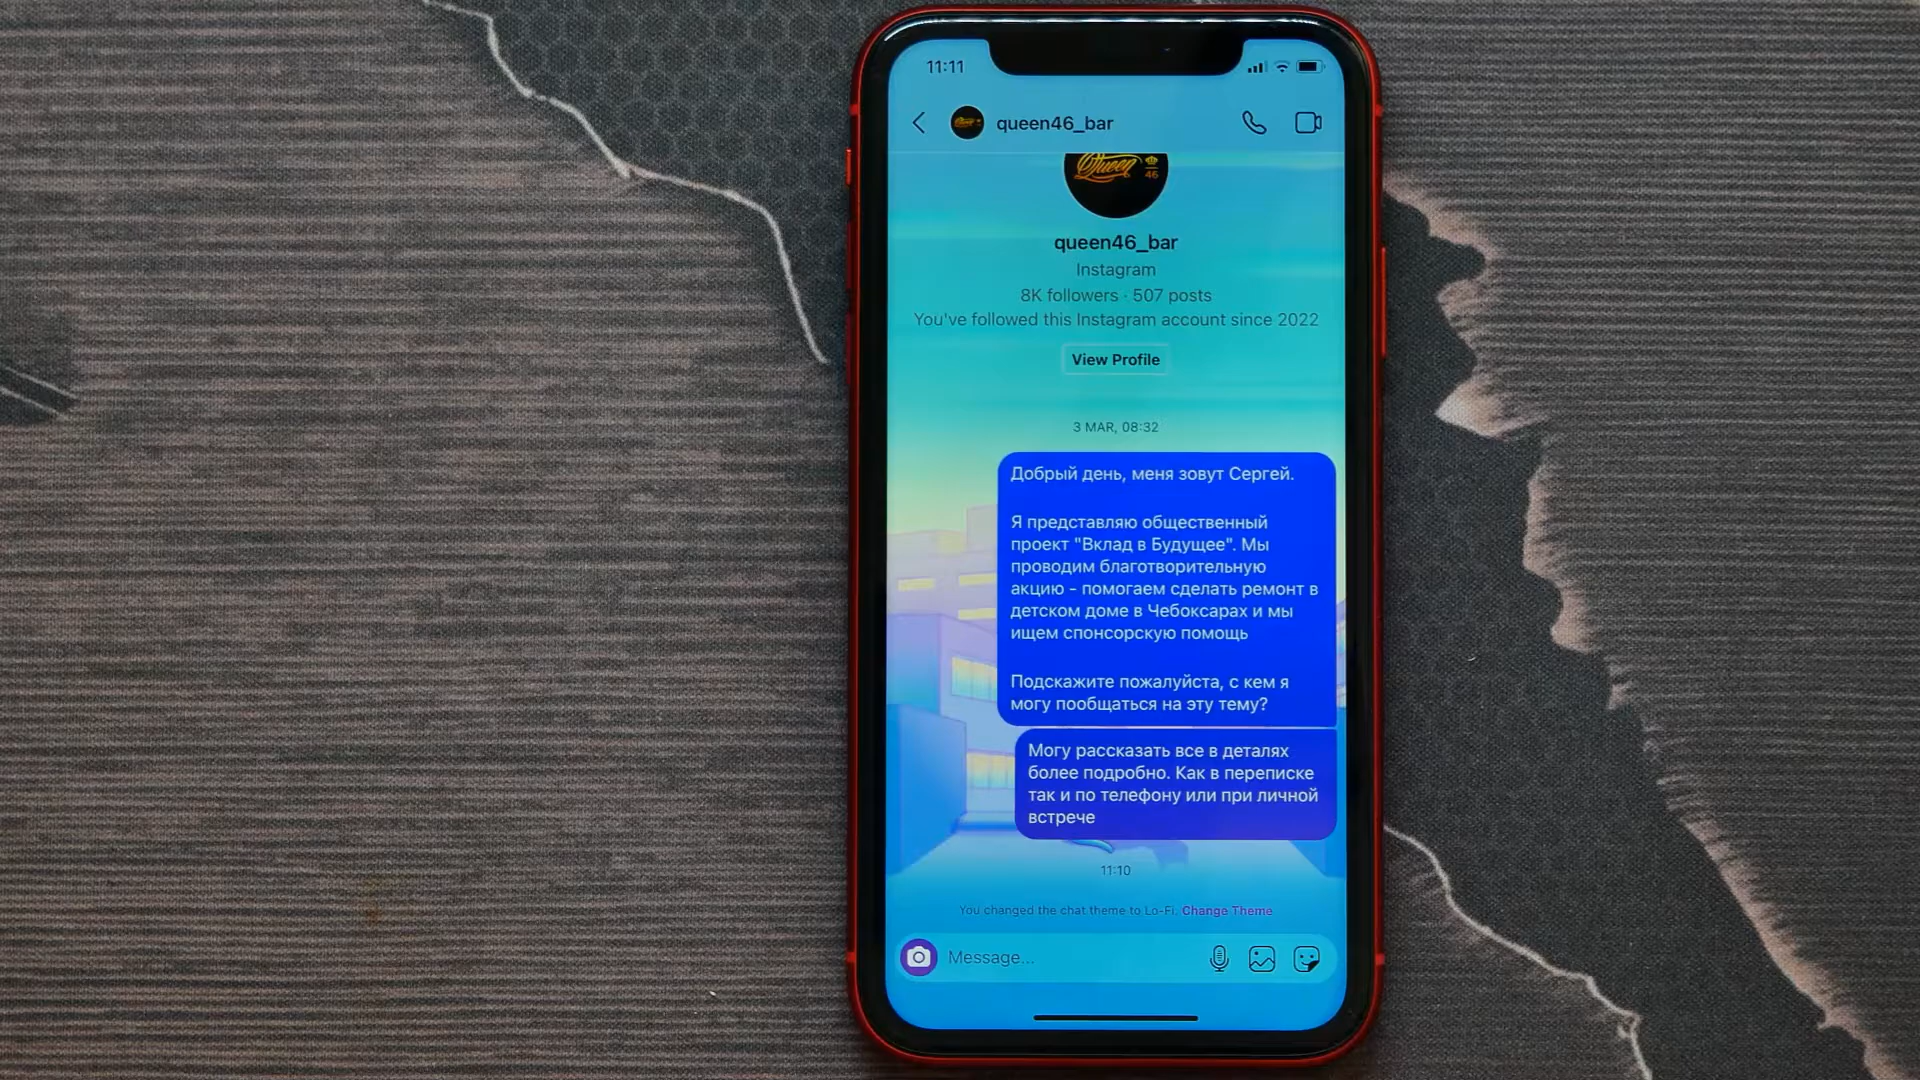 11:11
queen46_bar
Queen
46
queen46_bar
Instagram
8K followers · 507 posts
You've followed this Instagram account since 2022
View Profile
3 MAR, 08:32
Добрый день, меня зовут Сергей.
Я представляю общественный
проект "Вклад в Будущее". Мы
проводим благотворительную
акцию - помогаем сделать ремонт в
детском доме в Чебоксарах и мы
ищем спонсорскую помощь
Подскажите пожалуйста, с кем я
могу пообщаться на эту тему?
Могу рассказать все в деталях
более подробно. Как в переписке
так и по телефону или при личной
встрече
11:10
You changed the chat theme to Lo-Fi. Change Theme
Message...